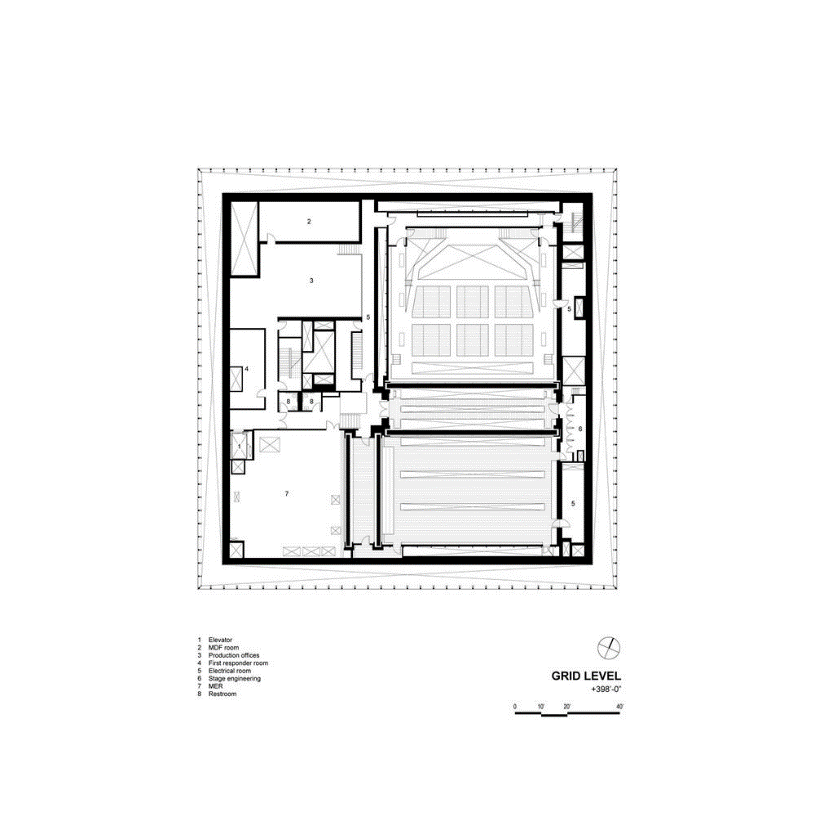 2
3
5
5
4
8
8
6
1
7
5
1 Elevator
2 MDF room
3 Production offices
4 First responder room
5 Electrical room
6 Stage engineering
7 MER
8 Restroom
GRID LEVEL
+398'-0"
0 10' 20' 40'